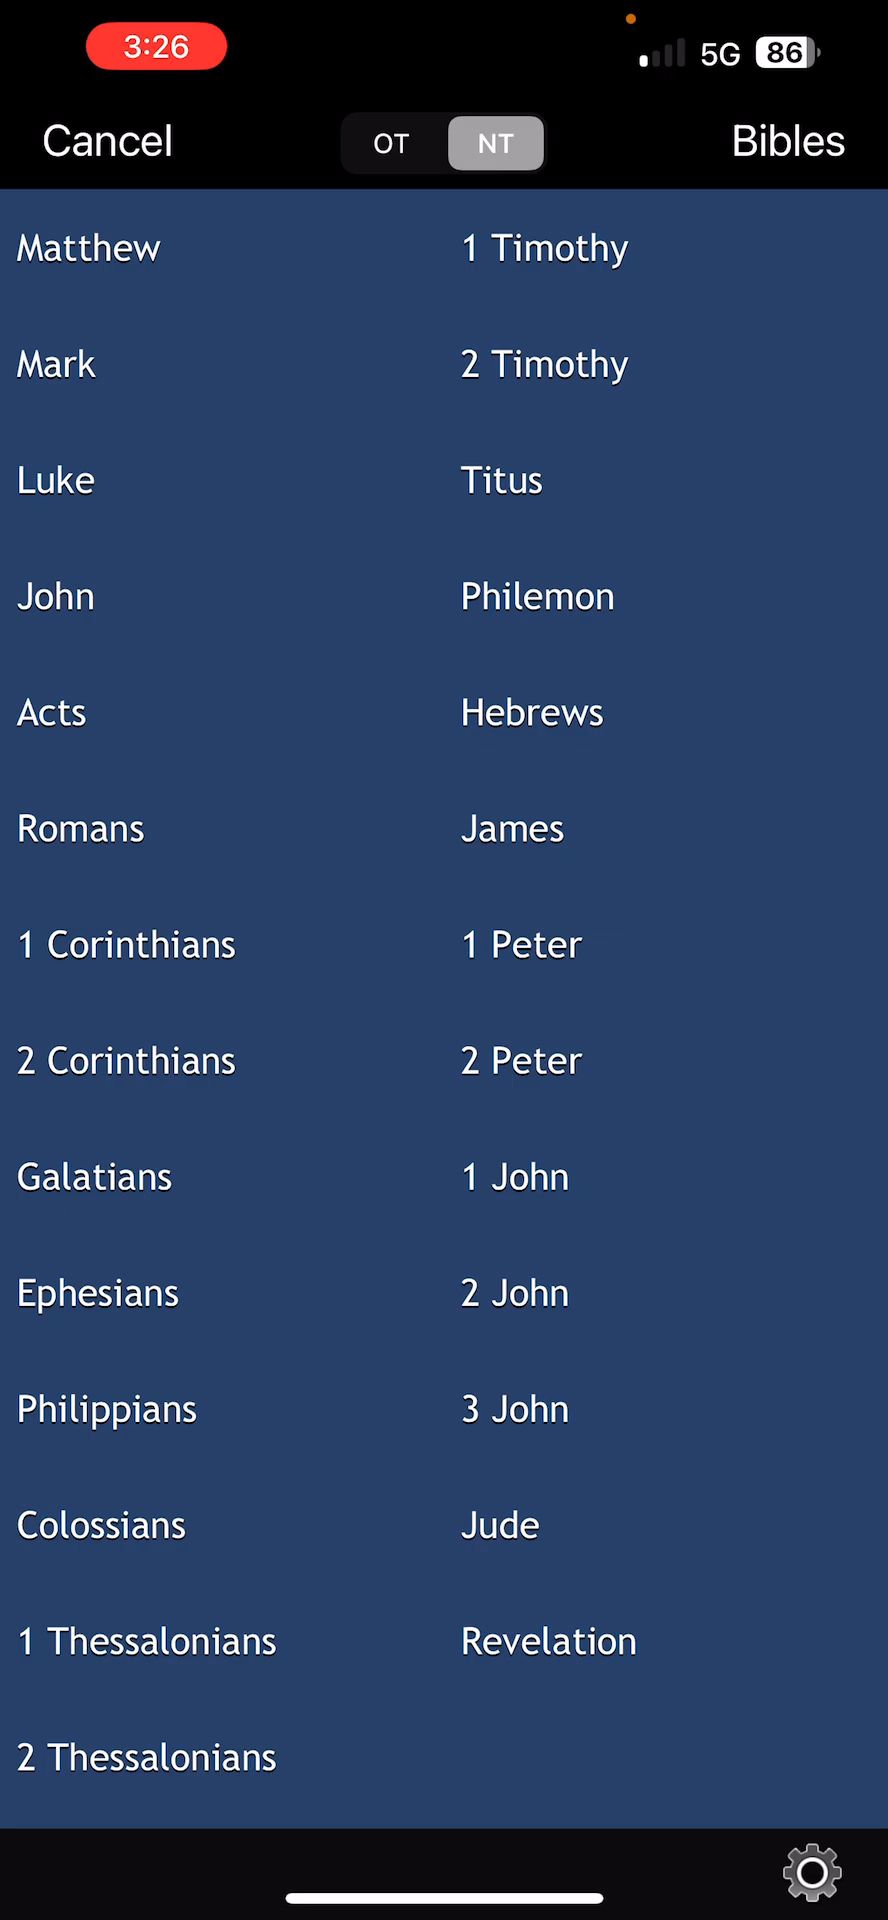 3:26
5G 86
Cancel OT NT Bibles
Matthew
Mark
Luke
John
Acts
Romans
1 Corinthians
2 Corinthians
Galatians
Ephesians
Philippians
Colossians
1 Thessalonians
2 Thessalonians
1 Timothy
2 Timothy
Titus
Philemon
Hebrews
James
1 Peter
2 Peter
1 John
2 John
3 John
Jude
Revelation